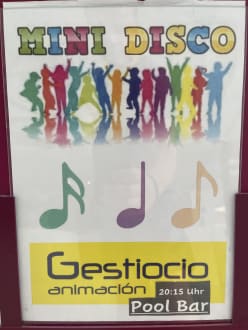 MINI DISCO
Gestiocio
animación
20:15 Uhr
Pool Bar